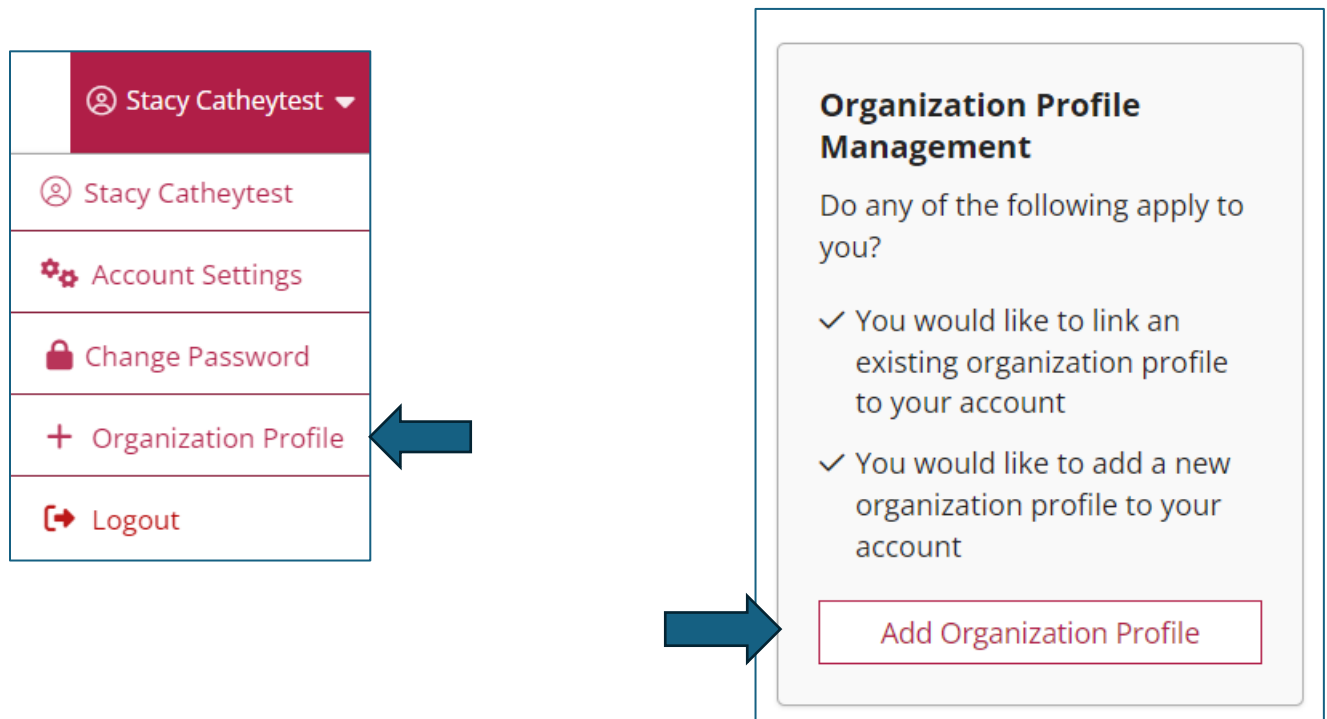 Stacy Catheytest
Stacy Catheytest
Account Settings
Change Password
Organization Profile
Logout
Organization Profile
Management
Do any of the following apply to
you?
You would like to link an
existing organization profile
to your account
You would like to add a new
organization profile to your
account
Add Organization Profile